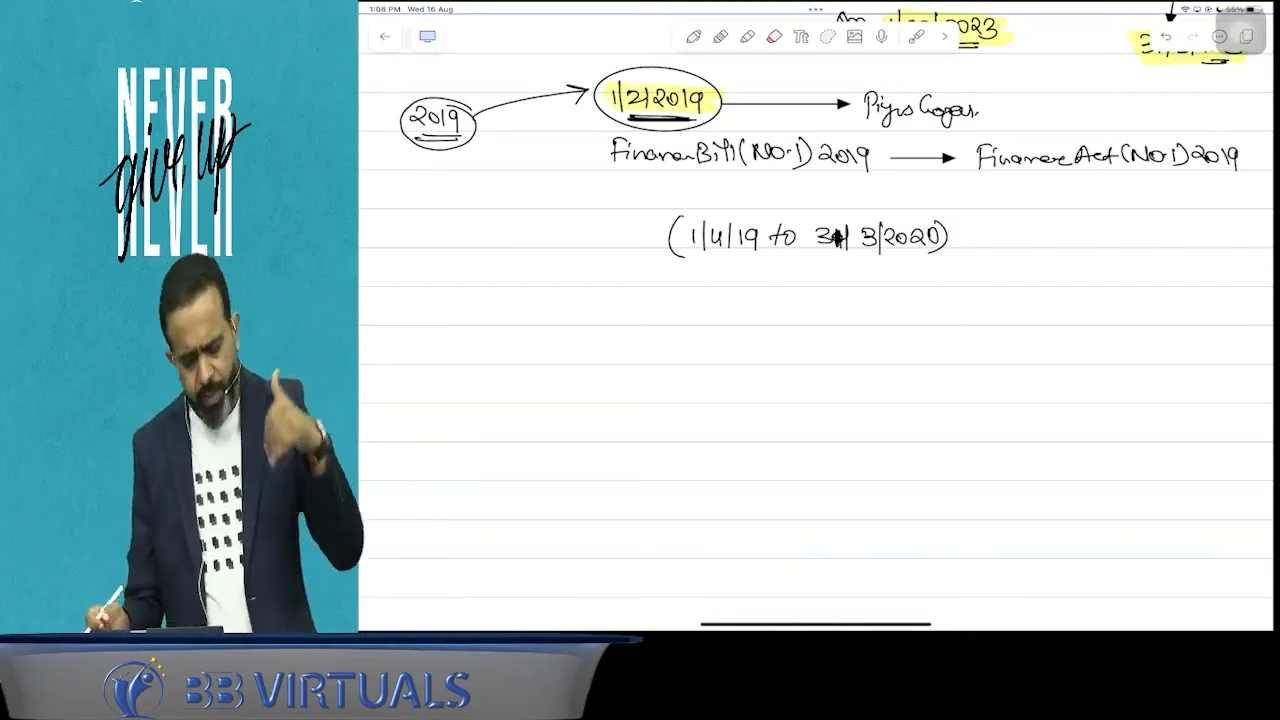 1:08 PM Wed 16 Aug
55%
NEVER
give up
NEVER
2019
1/2/2019
Piyus Goyal
Finance Bill (No.1) 2019
Finance Act (No.1) 2019
(1/4/19 to 31/3/2020)
BB VIRTUALS